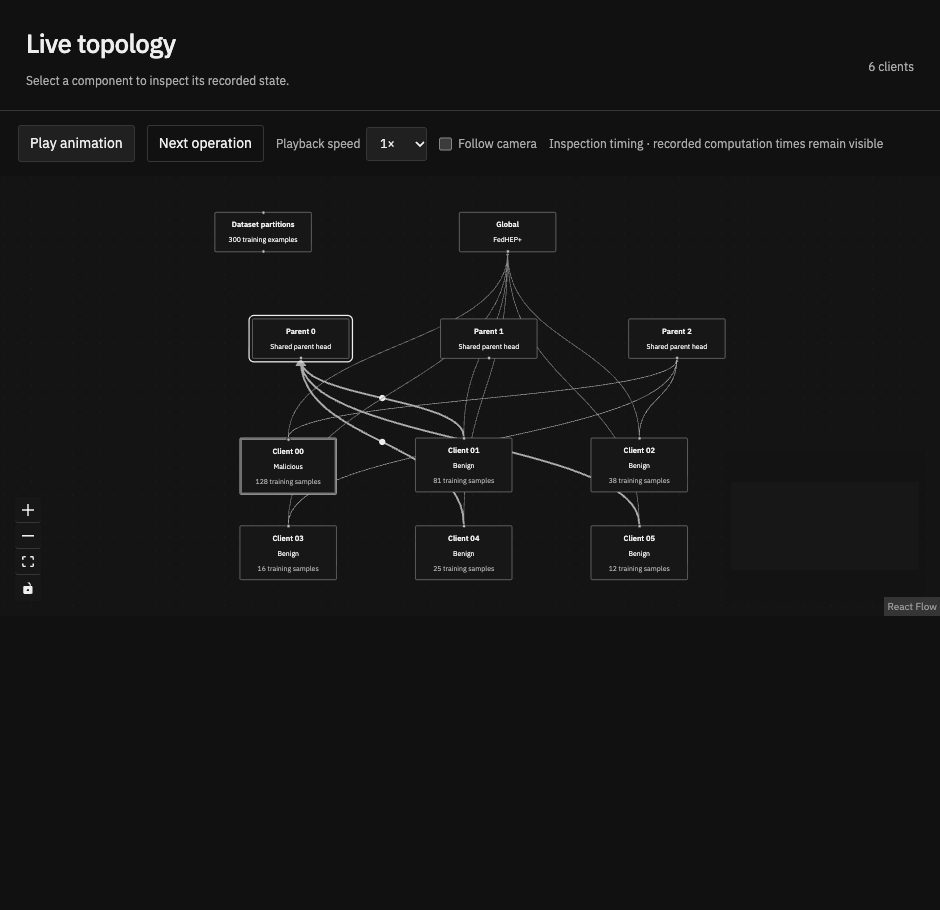 Live topology
Select a component to inspect its recorded state.
6 clients
Play animation
Next operation
Playback speed
1×
Follow camera
Inspection timing · recorded computation times remain visible
Dataset partitions
300 training examples
Global
FedHEP+
Parent 0
Shared parent head
Parent 1
Shared parent head
Parent 2
Shared parent head
Client 00
Malicious
128 training samples
Client 01
Benign
81 training samples
Client 02
Benign
38 training samples
Client 03
Benign
16 training samples
Client 04
Benign
25 training samples
Client 05
Benign
12 training samples
React Flow